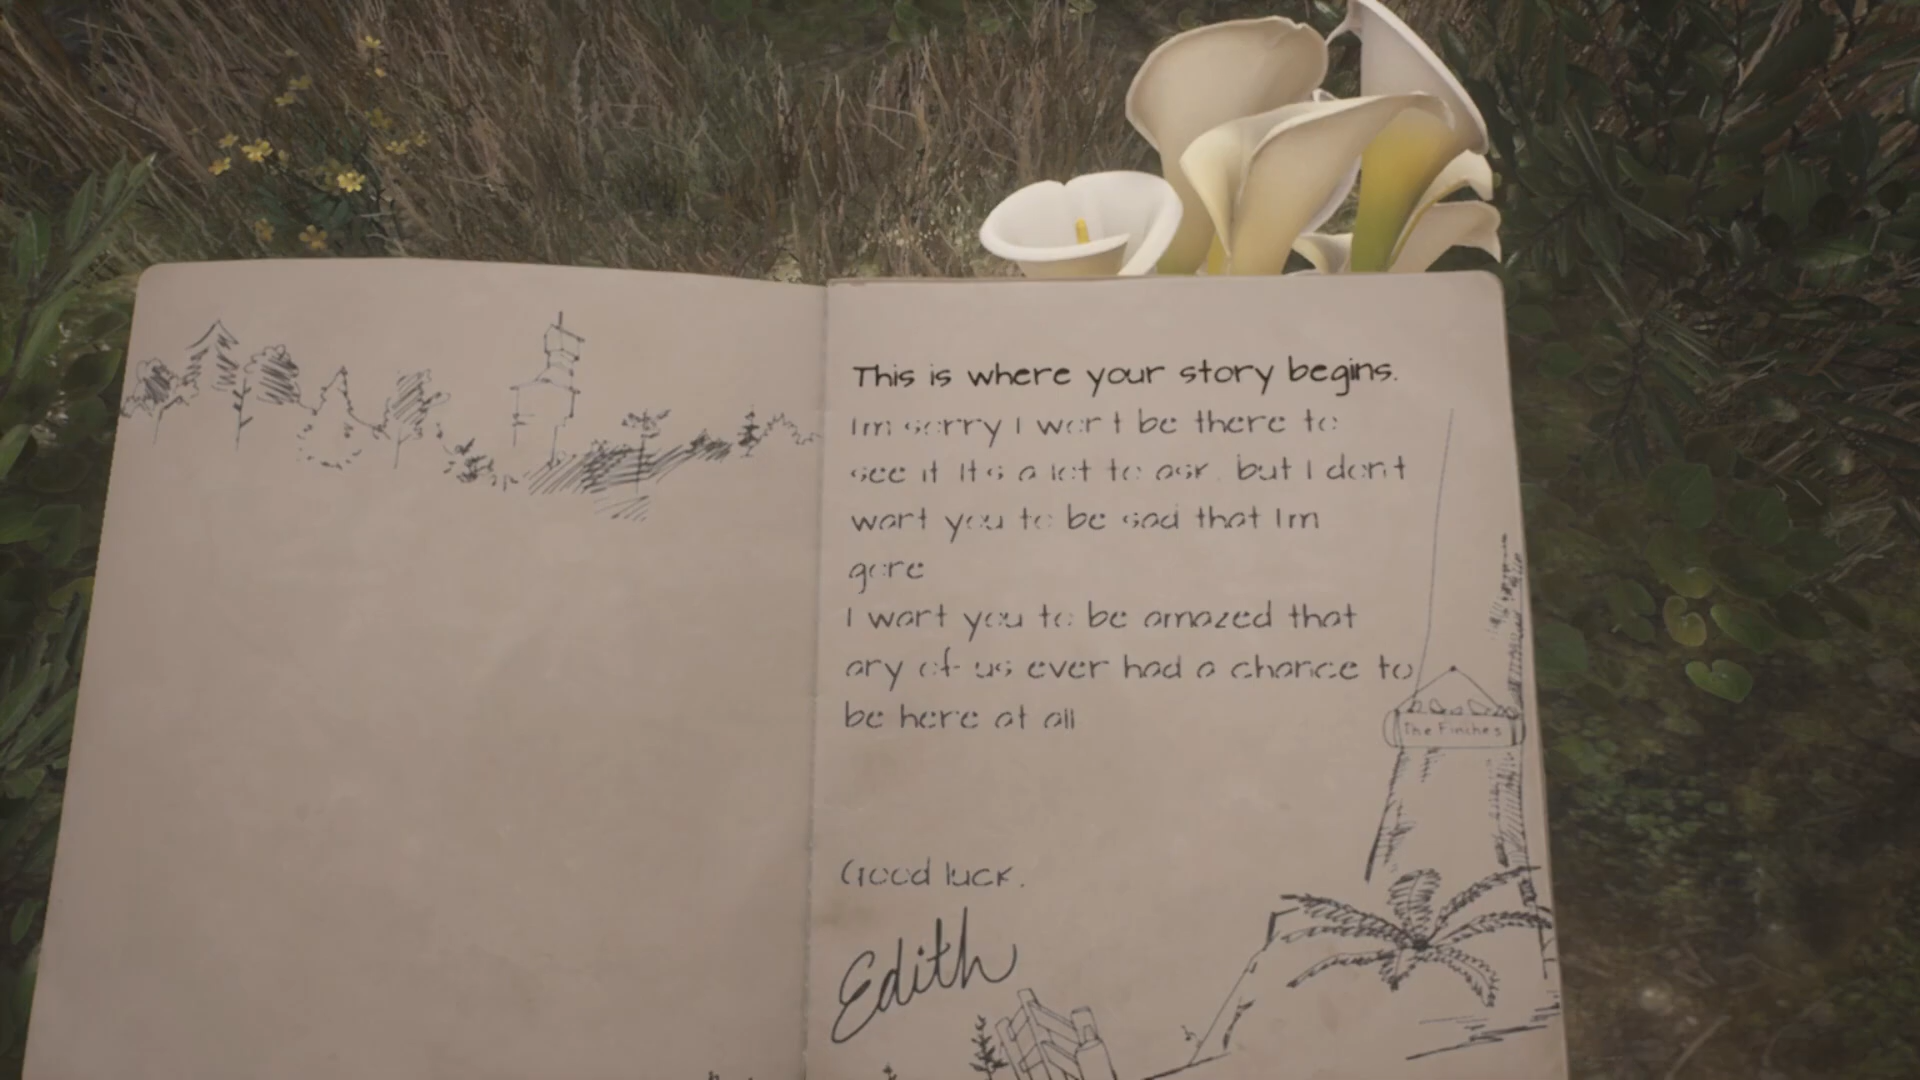 This is where your story begins.
I'm sorry I won't be there to
see it. It's a lot to ask, but I don't
want you to be sad that I'm
gone.
I want you to be amazed that
any of us ever had a chance to
be here at all.
The Finches
Good luck.
Edith